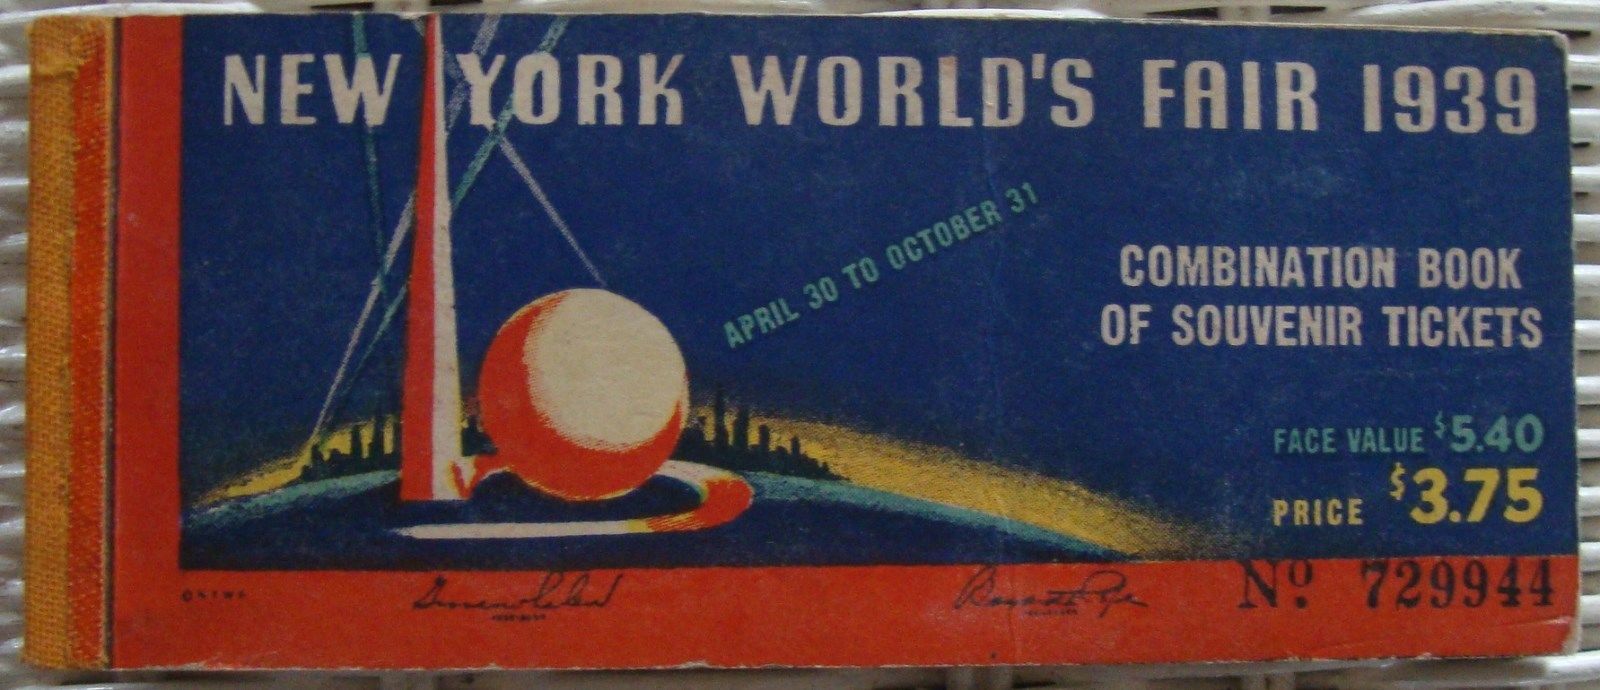 NEW YORK WORLD'S FAIR 1939
APRIL 30 TO OCTOBER 31
COMBINATION BOOK
OF SOUVENIR TICKETS
FACE VALUE $5.40
PRICE $3.75
Nº 729944